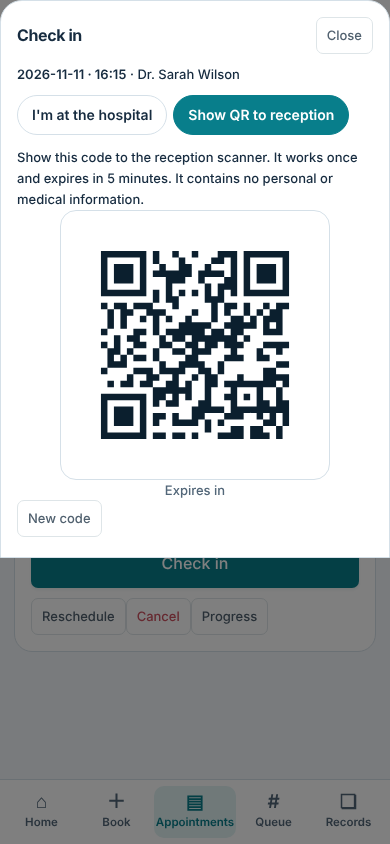 Check in
Close
2026-11-11 · 16:15 · Dr. Sarah Wilson
I'm at the hospital
Show QR to reception
Show this code to the reception scanner. It works once
and expires in 5 minutes. It contains no personal or
medical information.
Expires in
New code
Check in
Reschedule
Cancel
Progress
Home
Book
Appointments
# Queue
Records